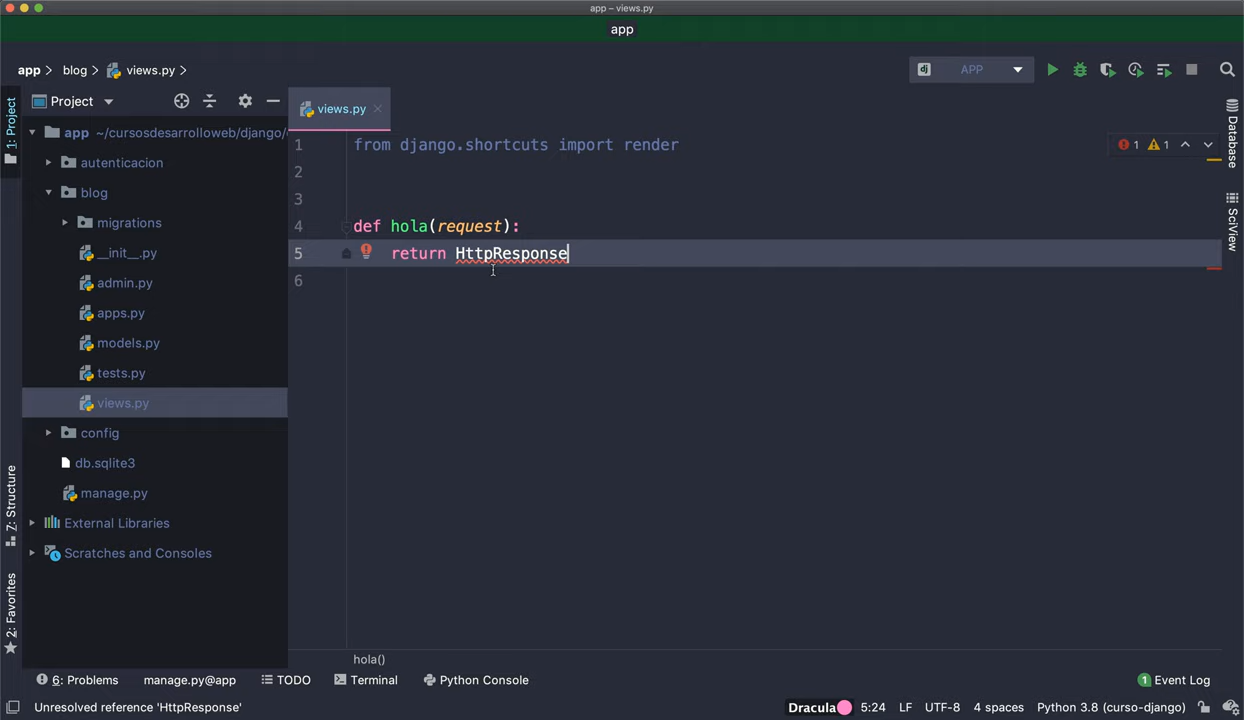 app – views.py
app
app
blog
views.py
APP
Project
views.py
1: Project
app ~/cursosdesarrolloweb/django/
autenticacion
blog
migrations
__init__.py
admin.py
apps.py
models.py
tests.py
views.py
config
db.sqlite3
manage.py
External Libraries
Scratches and Consoles
1 from django.shortcuts import render
2
3
4 def hola(request):
5 return HttpResponse
6
1 1
Database
SciView
Z: Structure
2: Favorites
hola()
6: Problems manage.py@app TODO Terminal Python Console 1 Event Log
Unresolved reference 'HttpResponse' Dracula 5:24 LF UTF-8 4 spaces Python 3.8 (curso-django)